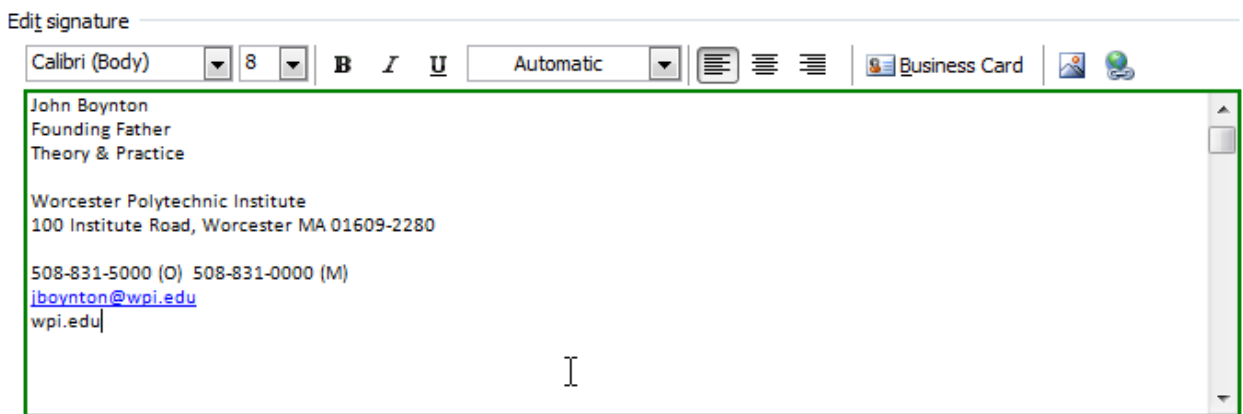 Edit signature
Calibri (Body) 8 B I U Automatic Business Card
John Boynton
Founding Father
Theory & Practice
Worcester Polytechnic Institute
100 Institute Road, Worcester MA 01609-2280
508-831-5000 (O)  508-831-0000 (M)
jboynton@wpi.edu
wpi.edu